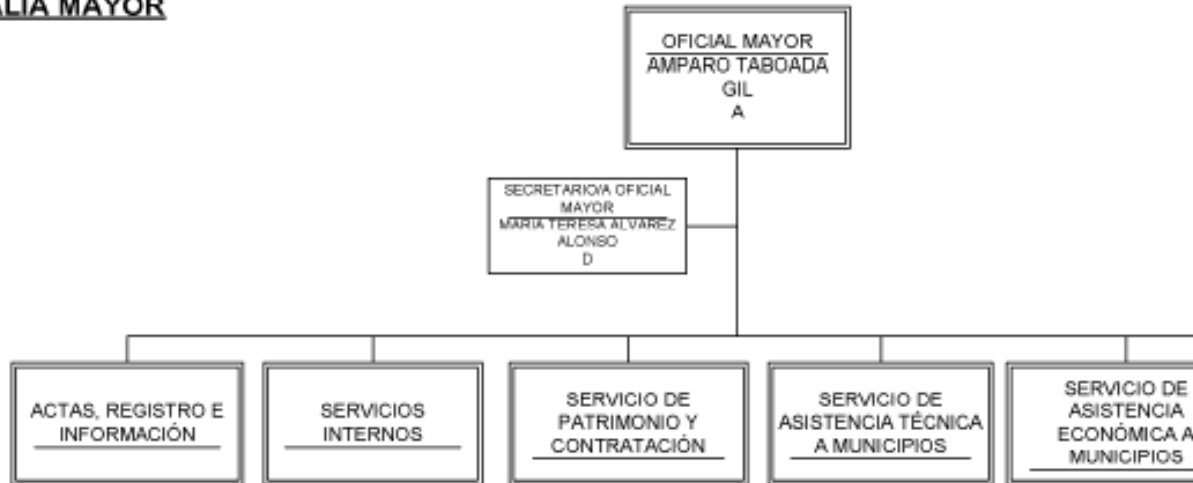 ALÍA MAYOR
OFICIAL MAYOR
AMPARO TABOADA
GIL
A
SECRETARIO/A OFICIAL
MAYOR
MARIA TERESA ALVAREZ
ALONSO
D
ACTAS, REGISTRO E
INFORMACIÓN
SERVICIOS
INTERNOS
SERVICIO DE
PATRIMONIO Y
CONTRATACIÓN
SERVICIO DE
ASISTENCIA TÉCNICA
A MUNICIPIOS
SERVICIO DE
ASISTENCIA
ECONÓMICA A
MUNICIPIOS